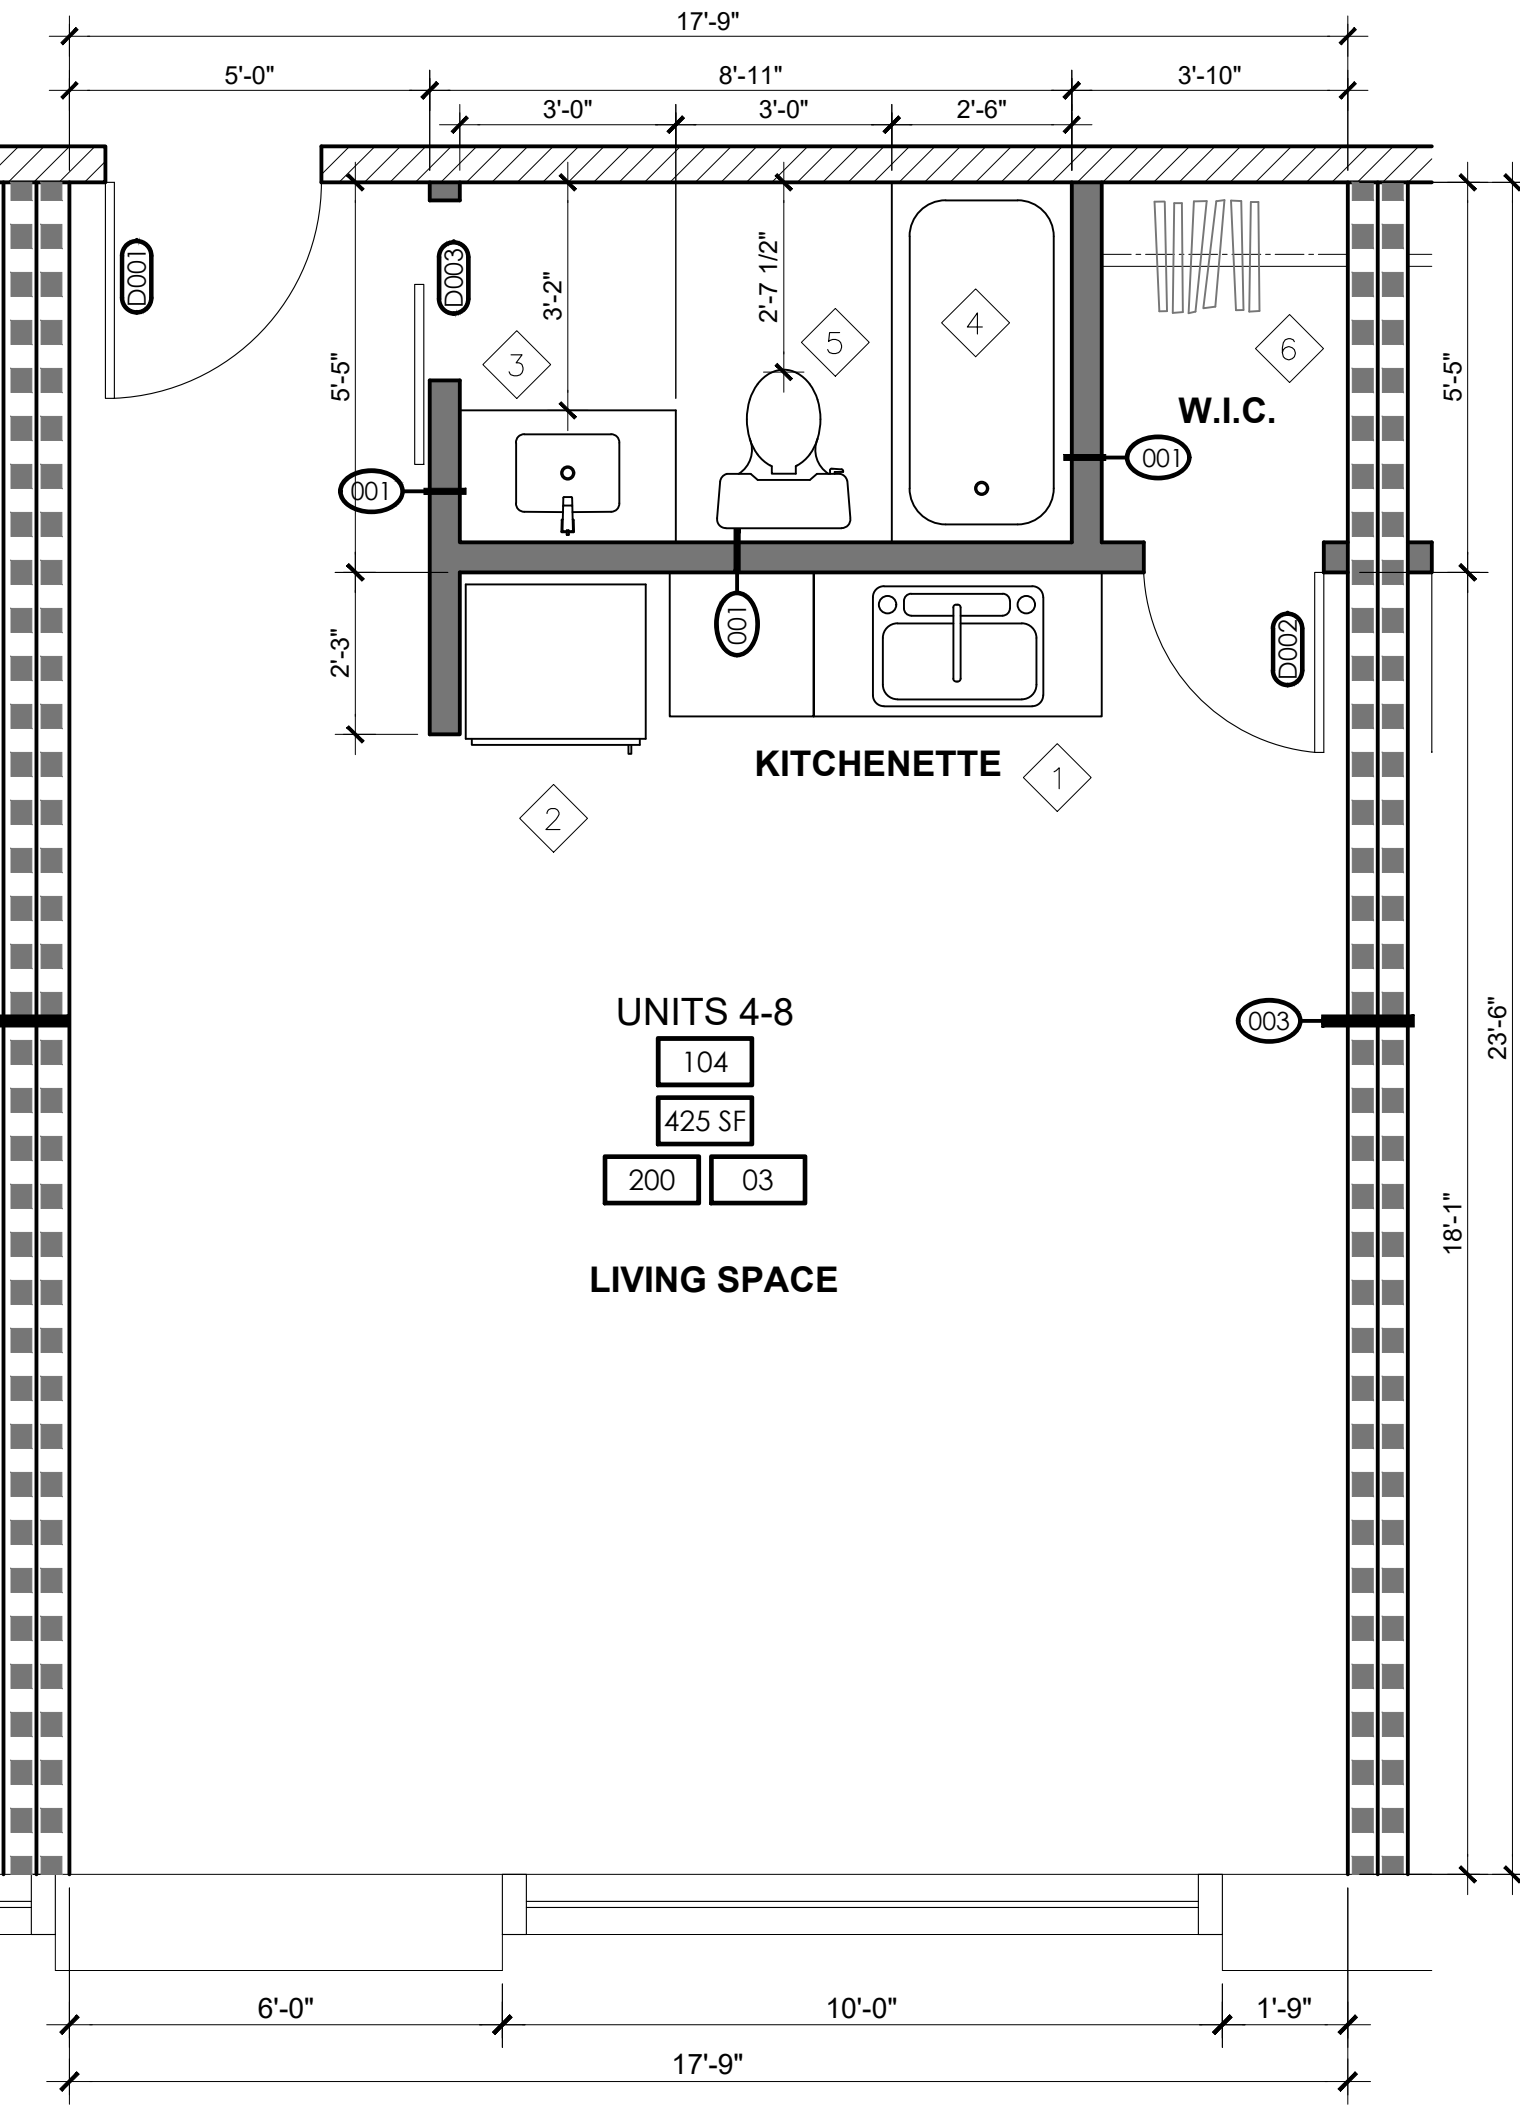 17'-9"
5'-0" 8'-11" 3'-10"
3'-0" 3'-0" 2'-6"
D001
D003
3'-2"
2'-7 1/2"
5'-5"
3
5
4
6
5'-5"
W.I.C.
001
001
001
2'-3"
D002
KITCHENETTE
1
2
UNITS 4-8
104
425 SF
200 03
003
23'-6"
18'-1"
LIVING SPACE
6'-0" 10'-0" 1'-9"
17'-9"